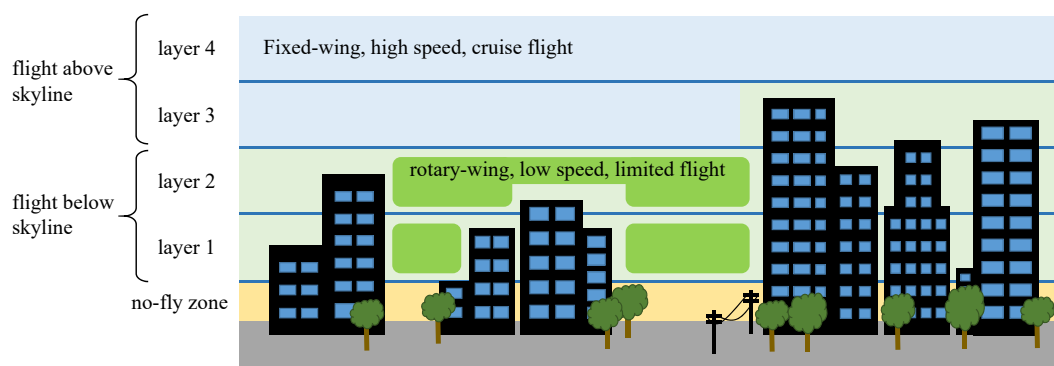 layer 4
Fixed-wing, high speed, cruise flight
flight above
skyline
layer 3
layer 2
rotary-wing, low speed, limited flight
flight below
skyline
layer 1
no-fly zone